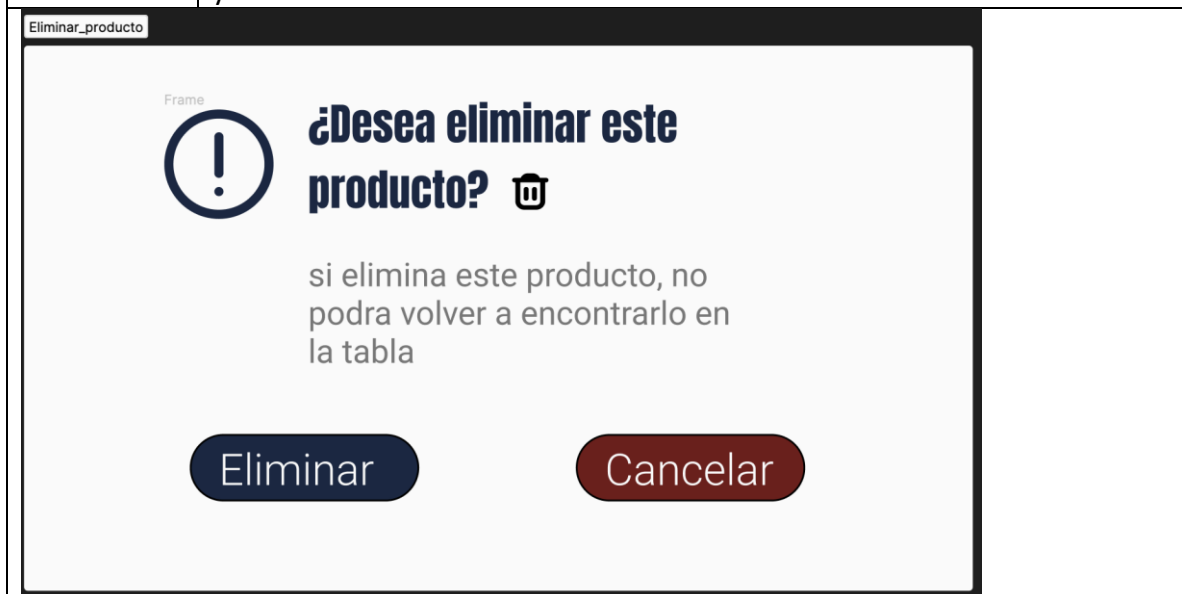 Eliminar_producto
Frame
¿Desea eliminar este
producto?
si elimina este producto, no
podra volver a encontrarlo en
la tabla
Eliminar
Cancelar